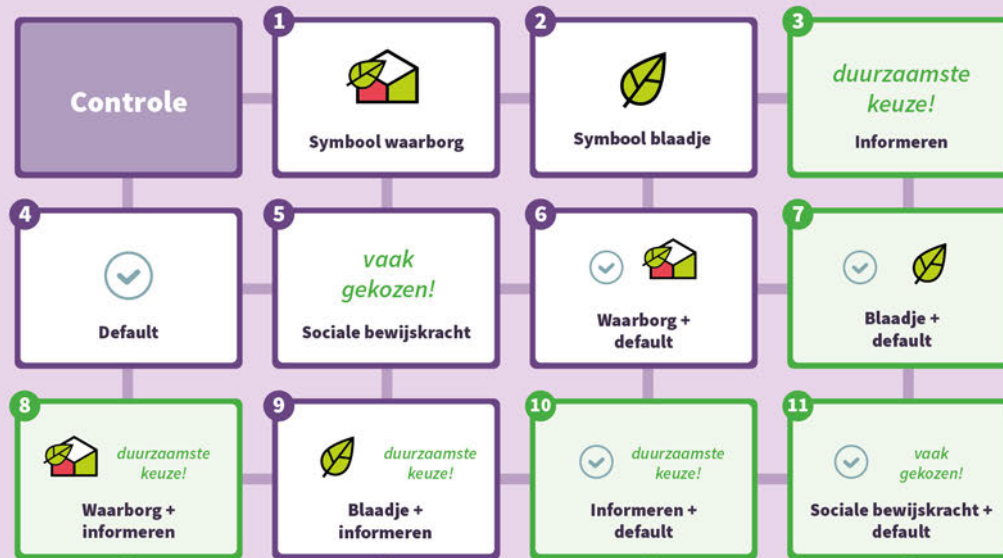 Controle
1
Symbool waarborg
2
Symbool blaadje
3
duurzaamste
keuze!
Informeren
4
Default
5
vaak
gekozen!
Sociale bewijskracht
6
Waarborg +
default
7
Blaadje +
default
8
duurzaamste
keuze!
Waarborg +
informeren
9
duurzaamste
keuze!
Blaadje +
informeren
10
duurzaamste
keuze!
Informeren +
default
11
vaak
gekozen!
Sociale bewijskracht +
default